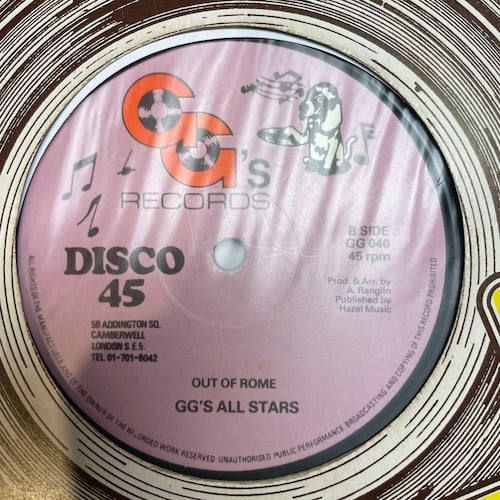 GG's
RECORDS
DISCO
45
B SIDE
GG 040
45 rpm
Prod. & Arr. by
A. Ranglin
Published by
Hazel Music
5B ADDINGTON SQ.
CAMBERWELL
LONDON S.E.5.
TEL 01-701-6042
OUT OF ROME
GG'S ALL STARS
ALL RIGHTS OF THE MANUFACTURER AND OF THE OWNER OF THE RECORDED WORK RESERVED UNAUTHORISED PUBLIC PERFORMANCE BROADCASTING AND COPYING OF THIS RECORD PROHIBITED